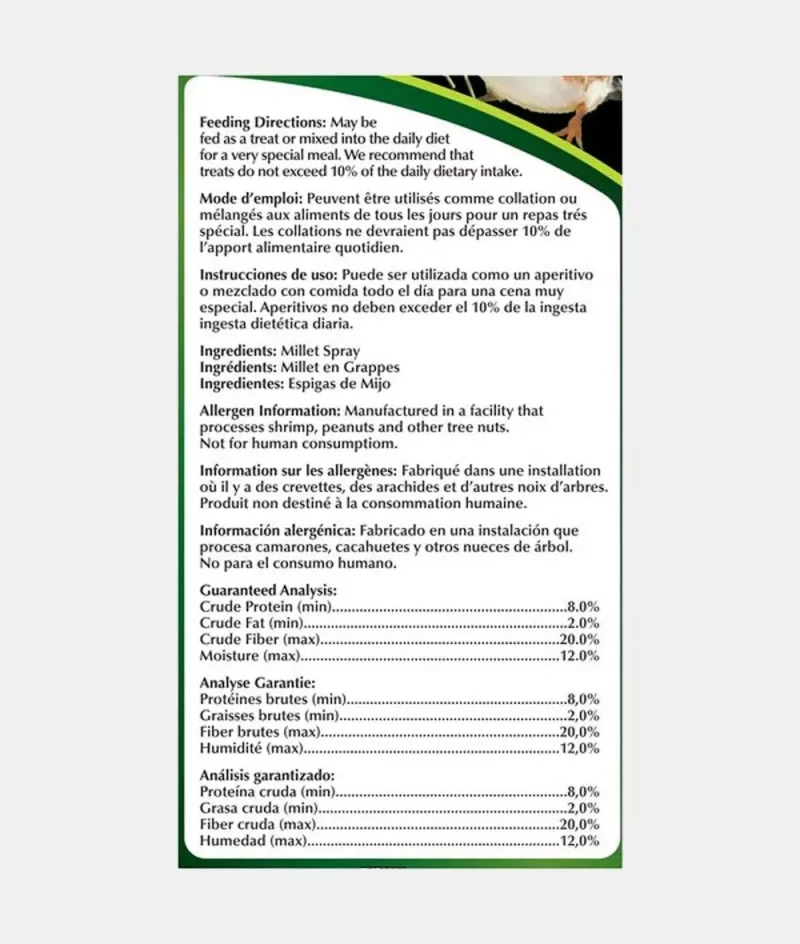 Feeding Directions: May be
fed as a treat or mixed into the daily diet
for a very special meal. We recommend that
treats do not exceed 10% of the daily dietary intake.
Mode d'emploi: Peuvent être utilisés comme collation ou
mélangés aux aliments de tous les jours pour un repas trés
spécial. Les collations ne devraient pas dépasser 10% de
l'apport alimentaire quotidien.
Instrucciones de uso: Puede ser utilizada como un aperitivo
o mezclado con comida todo el día para una cena muy
especial. Aperitivos no deben exceder el 10% de la ingesta
ingesta dietética diaria.
Ingredients: Millet Spray
Ingrédients: Millet en Grappes
Ingredientes: Espigas de Mijo
Allergen Information: Manufactured in a facility that
processes shrimp, peanuts and other tree nuts.
Not for human consumptiom.
Information sur les allergènes: Fabriqué dans une installation
où il y a des crevettes, des arachides et d'autres noix d'arbres.
Produit non destiné à la consommation humaine.
Información alergénica: Fabricado en una instalación que
procesa camarones, cacahuetes y otros nueces de árbol.
No para el consumo humano.
Guaranteed Analysis:
Crude Protein (min)...8.0%
Crude Fat (min)...2.0%
Crude Fiber (max)...20.0%
Moisture (max)...12.0%
Analyse Garantie:
Protéines brutes (min)...8,0%
Graisses brutes (min)...2,0%
Fiber brutes (max)...20,0%
Humidité (max)...12,0%
Análisis garantizado:
Proteína cruda (min)...8,0%
Grasa cruda (min)...2,0%
Fiber cruda (max)...20,0%
Humedad (max)...12,0%